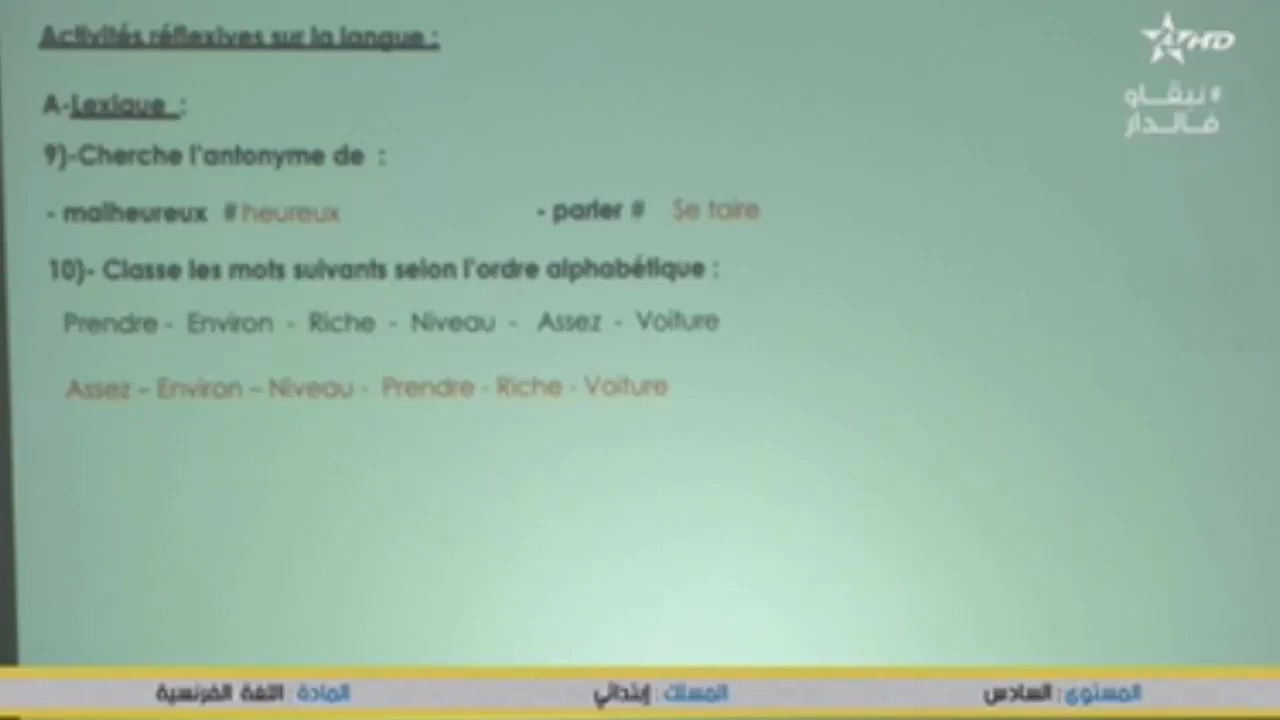 Activités réflexives sur la langue :
HD
# نبقاو
فالدار
A-Lexique :
9)-Cherche l'antonyme de :
- malheureux # heureux - parler # Se taire
10)- Classe les mots suivants selon l'ordre alphabétique :
Prendre - Environ - Riche - Niveau - Assez - Voiture
Assez – Environ – Niveau - Prendre - Riche - Voiture
المستوى : السادس المسلك : إبتدائي المادة : اللغة الفرنسية